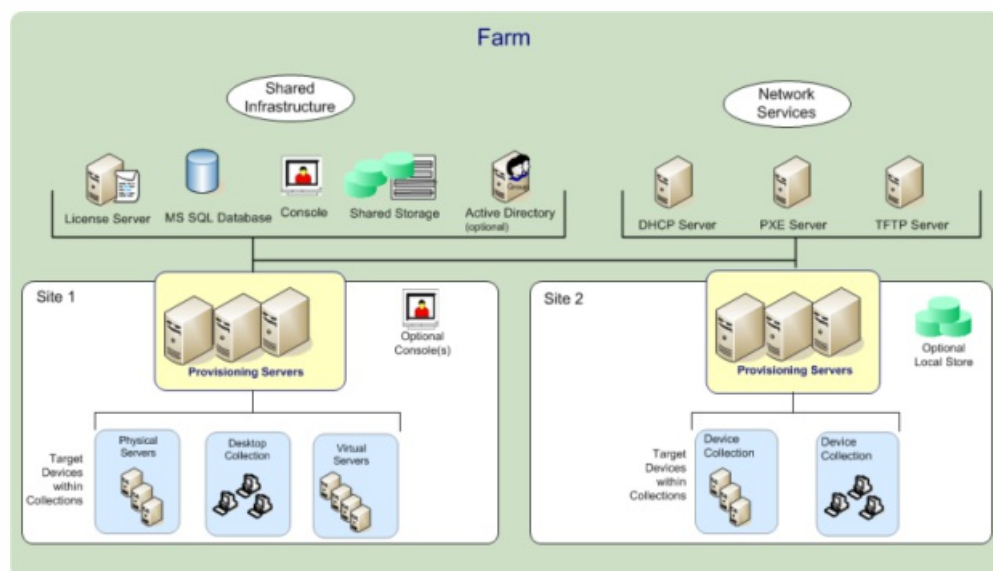 Farm
Shared
Infrastructure
Network
Services
License Server
MS SQL Database
Console
Shared Storage
Group
Active Directory
(optional)
DHCP Server
PXE Server
TFTP Server
Site 1
Provisioning Servers
Optional
Console(s)
Target
Devices
within
Collections
Physical
Servers
Desktop
Collection
Virtual
Servers
Site 2
Provisioning Servers
Optional
Local Store
Target
Devices
within
Collections
Device
Collection
Device
Collection